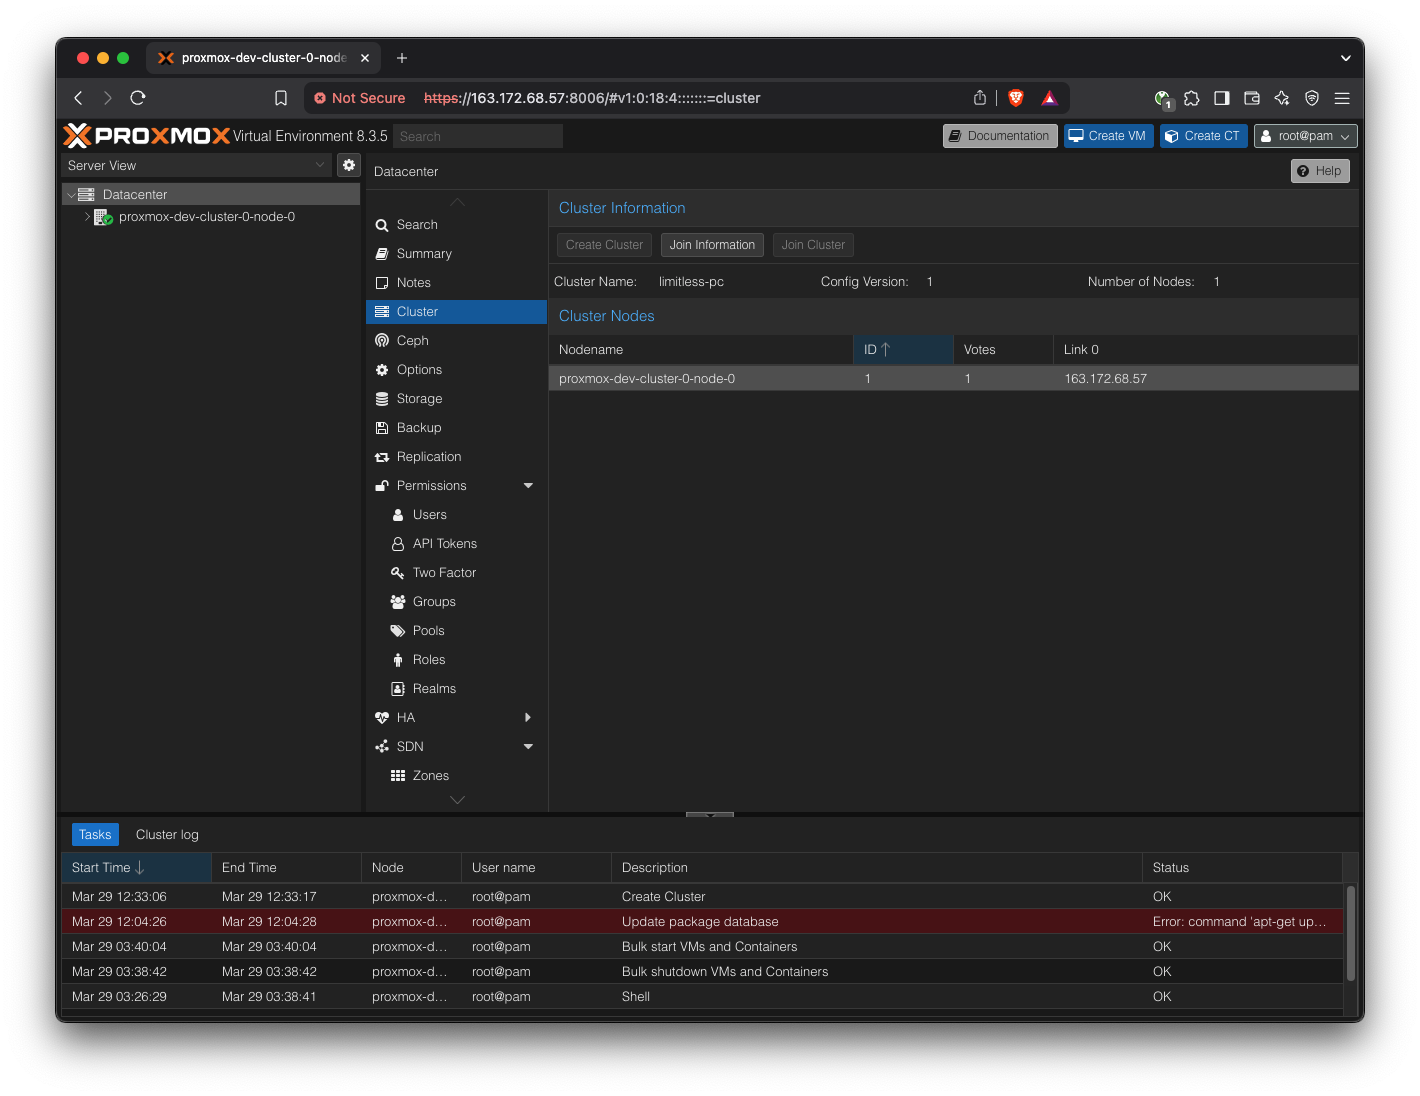 proxmox-dev-cluster-0-node
Not Secure https://163.172.68.57:8006/#v1:0:18:4:::::::=cluster
1
PROXMOX Virtual Environment 8.3.5 Search Documentation Create VM Create CT root@pam
Server View
Datacenter
proxmox-dev-cluster-0-node-0
Datacenter Help
Search
Summary
Notes
Cluster
Ceph
Options
Storage
Backup
Replication
Permissions
Users
API Tokens
Two Factor
Groups
Pools
Roles
Realms
HA
SDN
Zones
Cluster Information
Create Cluster Join Information Join Cluster
Cluster Name: limitless-pc Config Version: 1 Number of Nodes: 1
Cluster Nodes
Nodename ID Votes Link 0
proxmox-dev-cluster-0-node-0 1 1 163.172.68.57
Tasks Cluster log
Start Time End Time Node User name Description Status
Mar 29 12:33:06 Mar 29 12:33:17 proxmox-d... root@pam Create Cluster OK
Mar 29 12:04:26 Mar 29 12:04:28 proxmox-d... root@pam Update package database Error: command 'apt-get up...
Mar 29 03:40:04 Mar 29 03:40:04 proxmox-d... root@pam Bulk start VMs and Containers OK
Mar 29 03:38:42 Mar 29 03:38:42 proxmox-d... root@pam Bulk shutdown VMs and Containers OK
Mar 29 03:26:29 Mar 29 03:38:41 proxmox-d... root@pam Shell OK